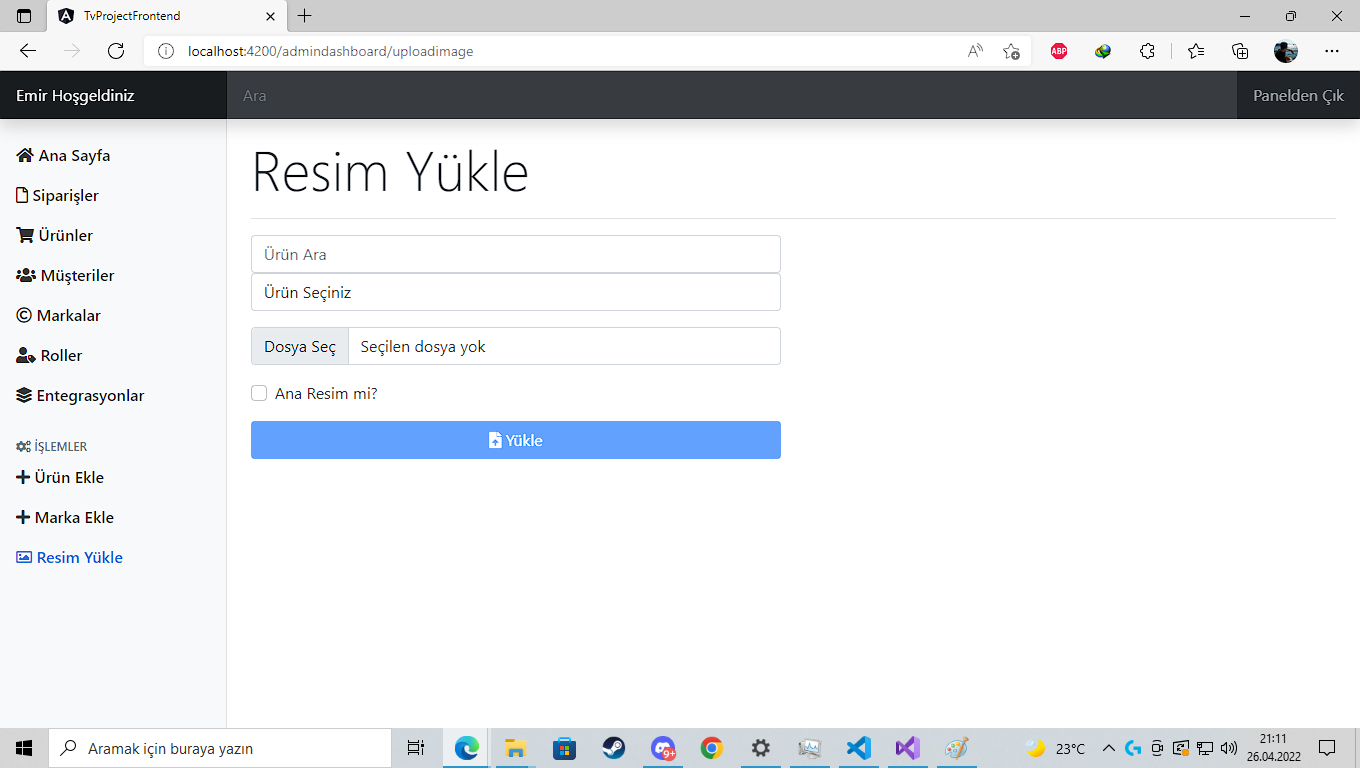 TvProjectFrontend
localhost:4200/admindashboard/uploadimage
ABP
Emir Hoşgeldiniz
Ara
Panelden Çık
Ana Sayfa
Siparişler
Ürünler
Müşteriler
Markalar
Roller
Entegrasyonlar
İŞLEMLER
Ürün Ekle
Marka Ekle
Resim Yükle
Resim Yükle
Ürün Ara
Ürün Seçiniz
Dosya Seç Seçilen dosya yok
Ana Resim mi?
Yükle
Aramak için buraya yazın
9+
23°C
21:11
26.04.2022